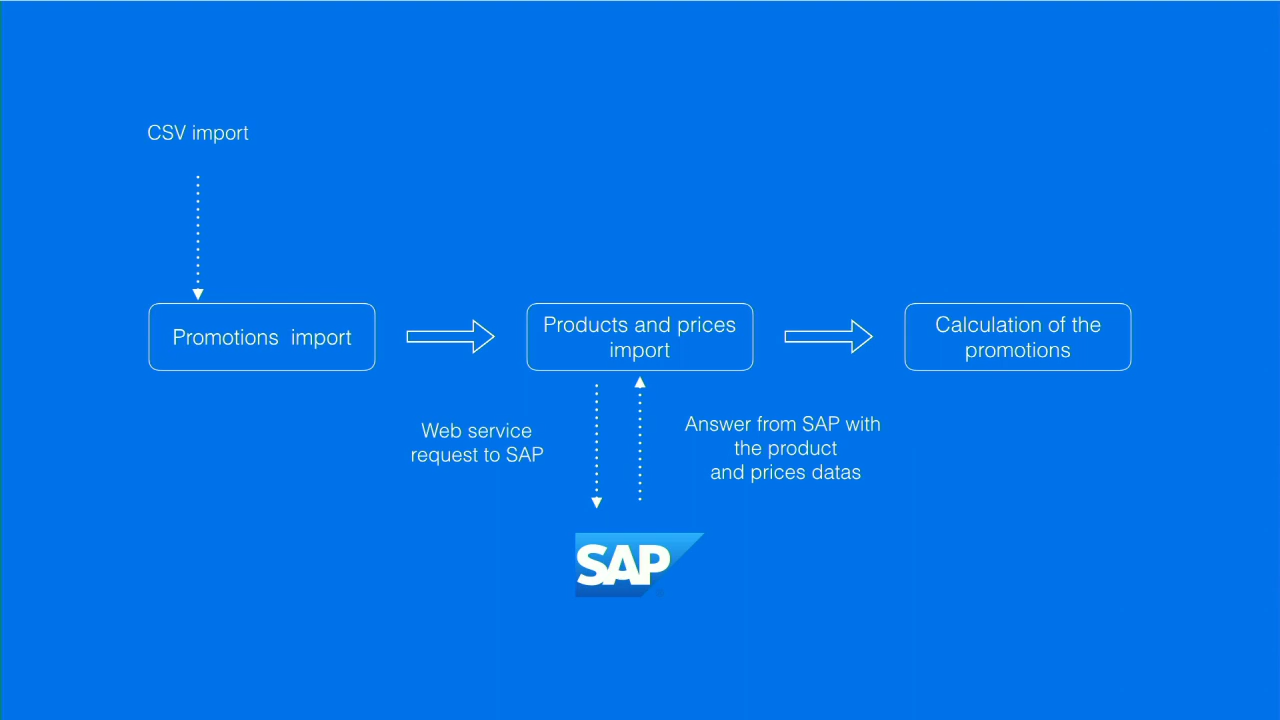 CSV import
Promotions  import
Products and prices
import
Calculation of the
promotions
Web service
request to SAP
Answer from SAP with
the product
and prices datas
SAP